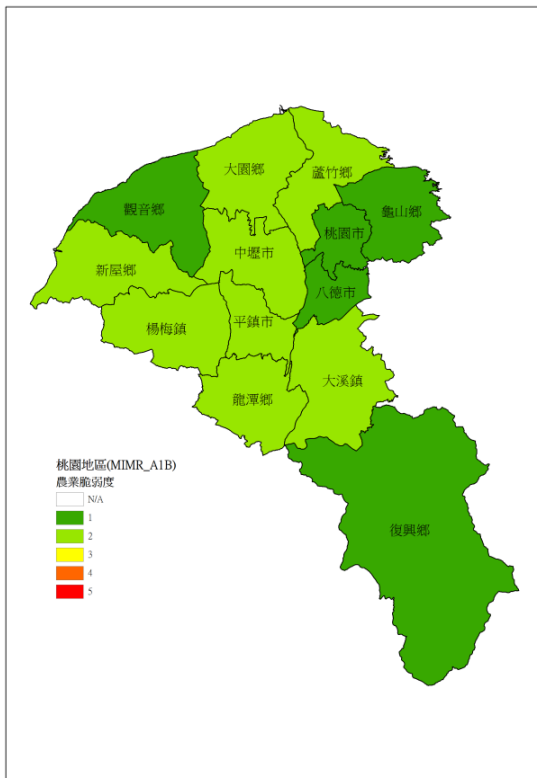 大園鄉
蘆竹鄉
觀音鄉
龜山鄉
桃園市
中壢市
新屋鄉
八德市
平鎮市
楊梅鎮
大溪鎮
龍潭鄉
復興鄉
桃園地區(MIMR_A1B)
農業脆弱度
N/A
1
2
3
4
5